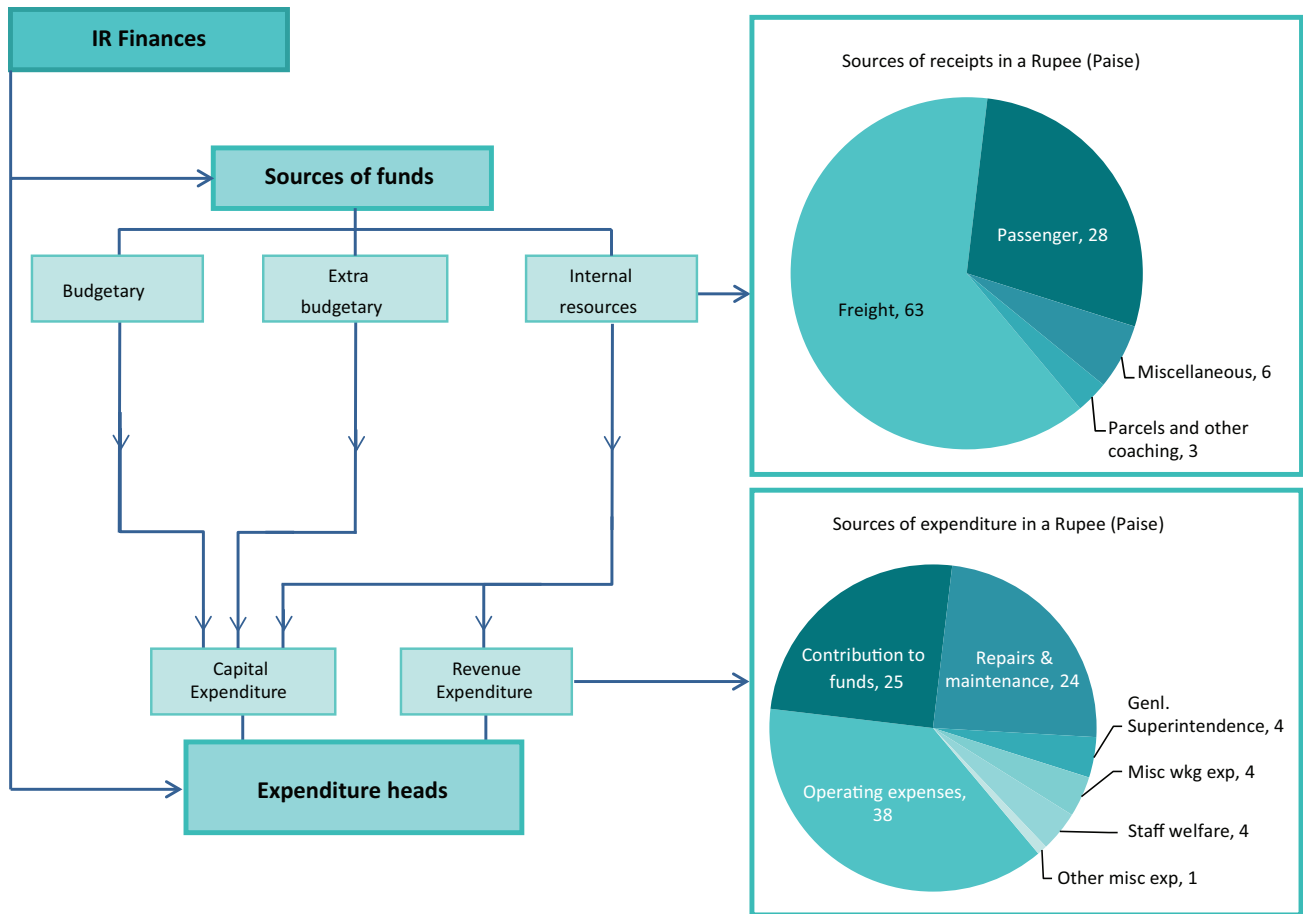 IR Finances
Sources of funds
Budgetary
Extra
budgetary
Internal
resources
Capital
Expenditure
Revenue
Expenditure
Expenditure heads
Sources of receipts in a Rupee (Paise)
Passenger, 28
Freight, 63
Miscellaneous, 6
Parcels and other
coaching, 3
Sources of expenditure in a Rupee (Paise)
Contribution to
funds, 25
Repairs &
maintenance, 24
Genl.
Superintendence, 4
Misc wkg exp, 4
Staff welfare, 4
Other misc exp, 1
Operating expenses,
38